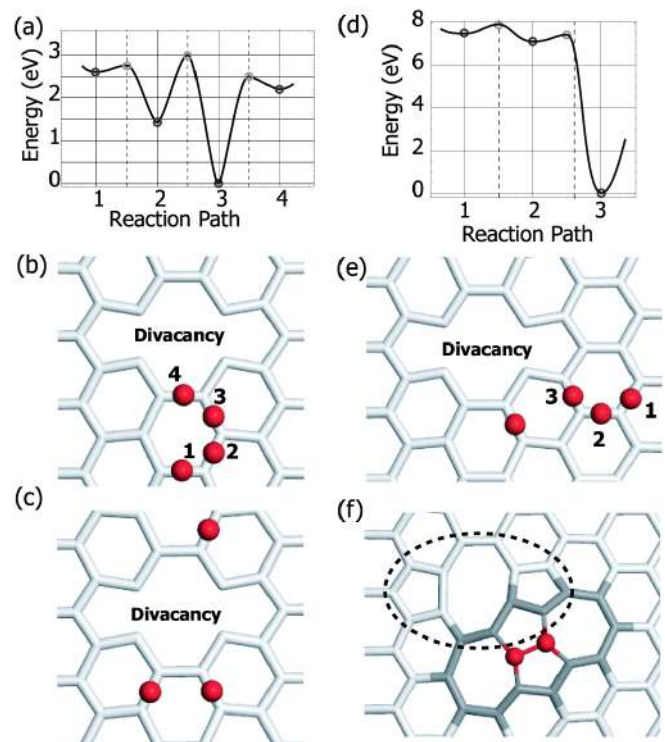 (a)
Energy (eV)
3
2
1
0
1 2 3 4
Reaction Path
(d)
Energy (eV)
8
6
4
2
0
1 2 3
Reaction Path
(b)
Divacancy
4
3
2
1
(e)
Divacancy
3
1
2
(c)
Divacancy
(f)